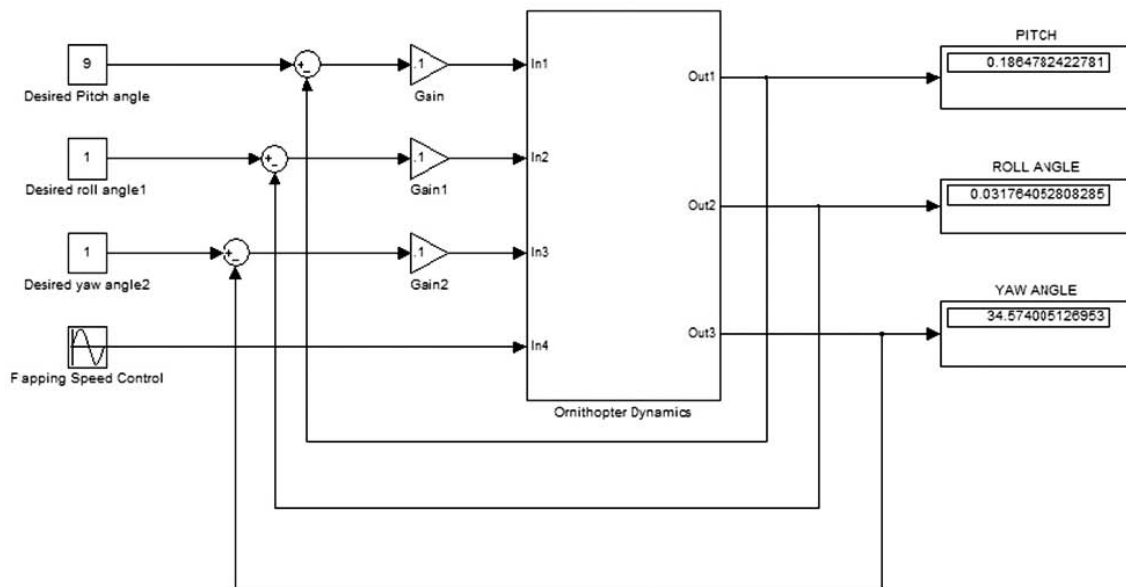 PITCH
9
.1
In1
0.1864782422781
Desired Pitch angle
Gain
Out1
1
.1
In2
ROLL ANGLE
Desired roll angle1
Gain1
Out2
0.031764052808285
1
.1
In3
Desired yaw angle2
Gain2
YAW ANGLE
34.574005126953
Out3
In4
Flapping Speed Control
Ornithopter Dynamics